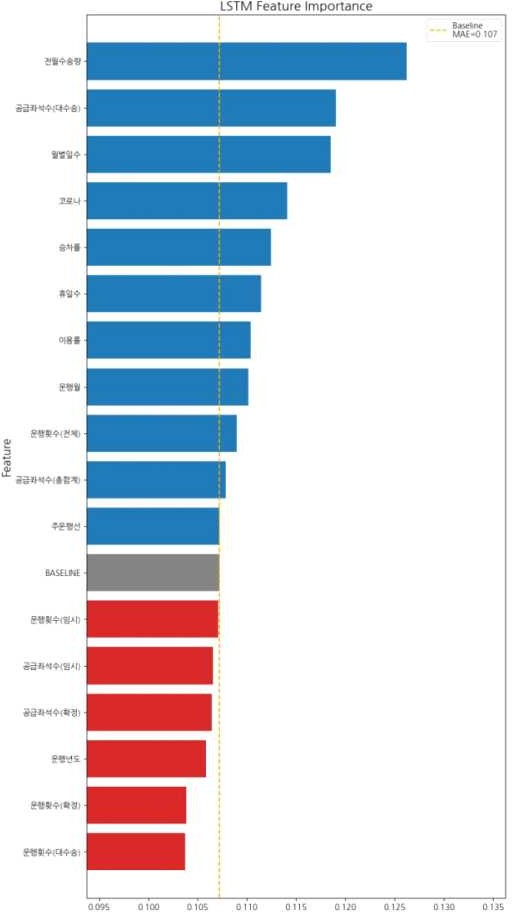 LSTM Feature Importance
Baseline
MAE=0.107
전월수송량
공급좌석수(대수송)
월별일수
코로나
승차률
휴일수
이용률
운행월
운행횟수(전체)
공급좌석수(총합계)
주운행선
BASELINE
운행횟수(임시)
공급좌석수(임시)
공급좌석수(확정)
운행년도
운행횟수(확정)
운행횟수(대수송)
Feature
0.095 0.100 0.105 0.110 0.115 0.120 0.125 0.130 0.135